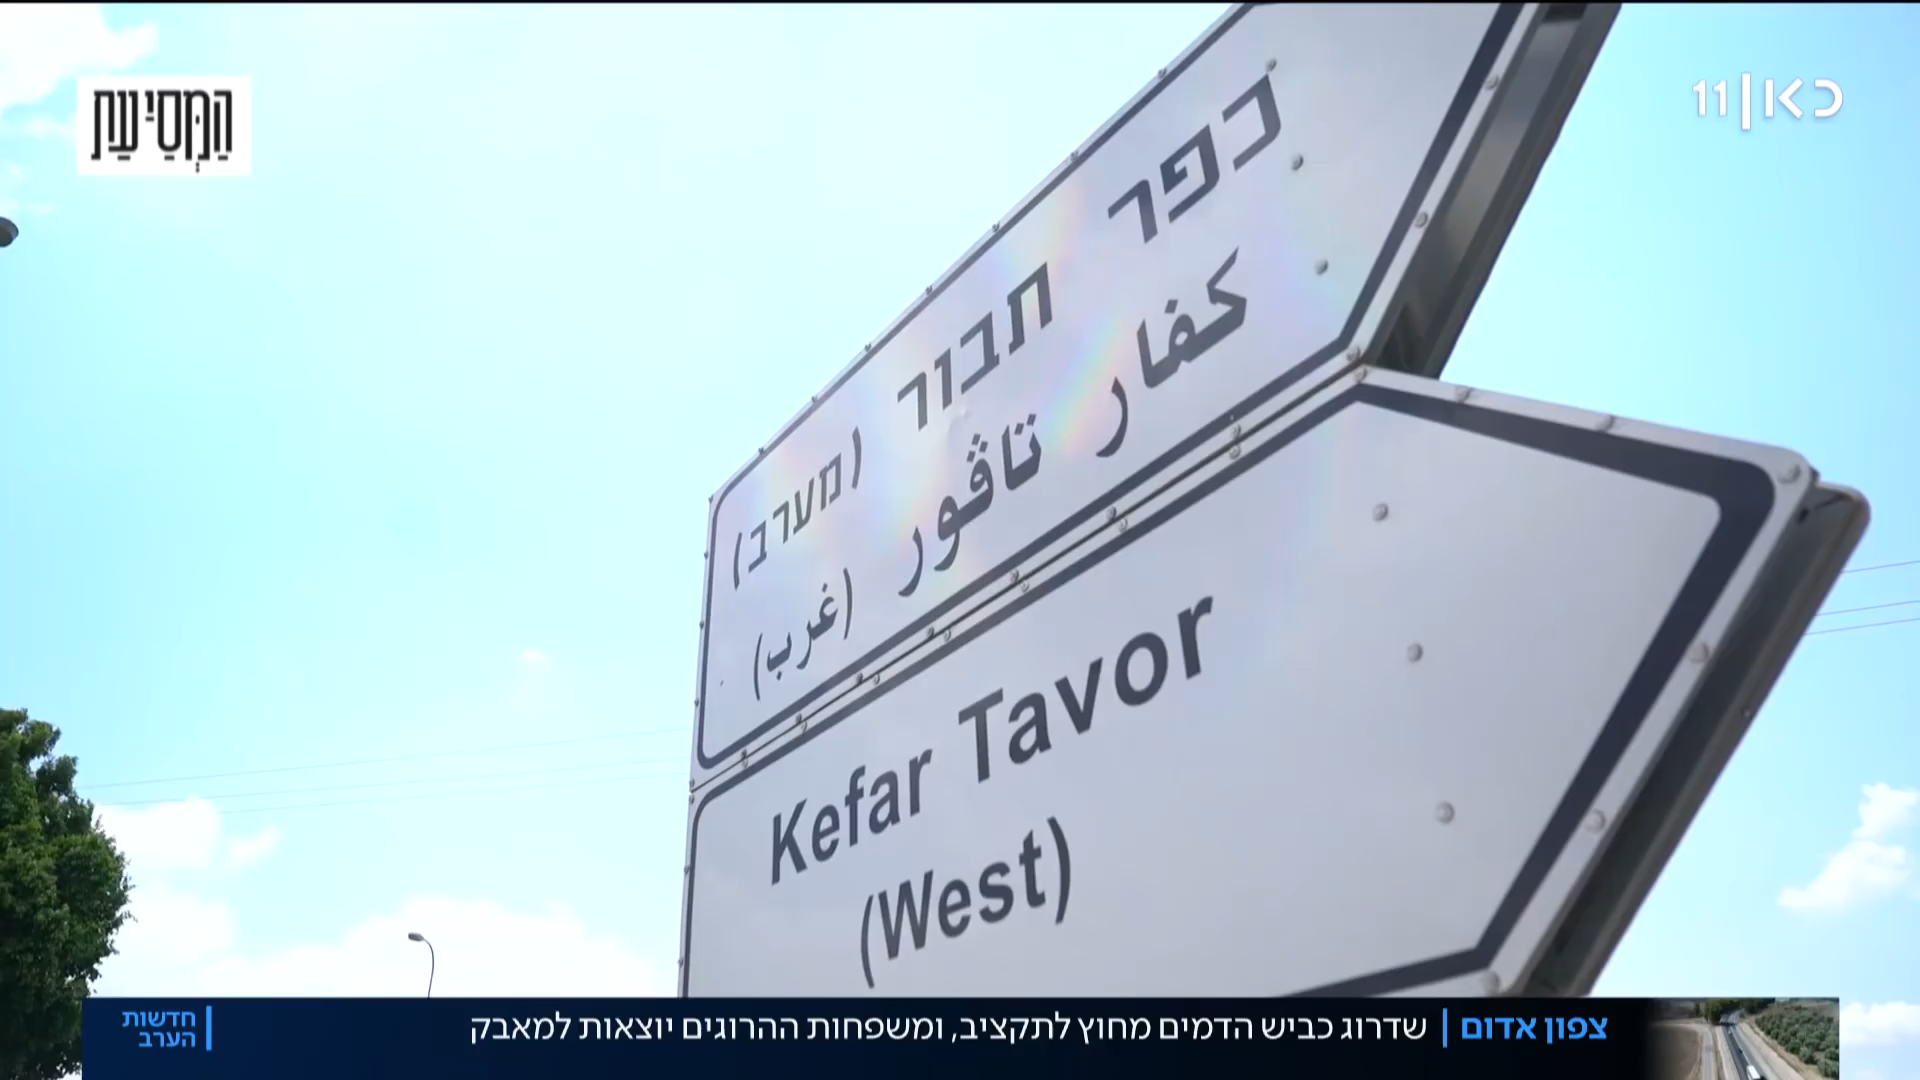 הַמְּסַיַּעַת
כאן|11
כפר תבור (מערב)
كفار تاڤور (غرب)
Kefar Tavor
(West)
צפון אדום | שדרוג כביש הדמים מחוץ לתקציב, ומשפחות ההרוגים יוצאות למאבק
חדשות
הערב